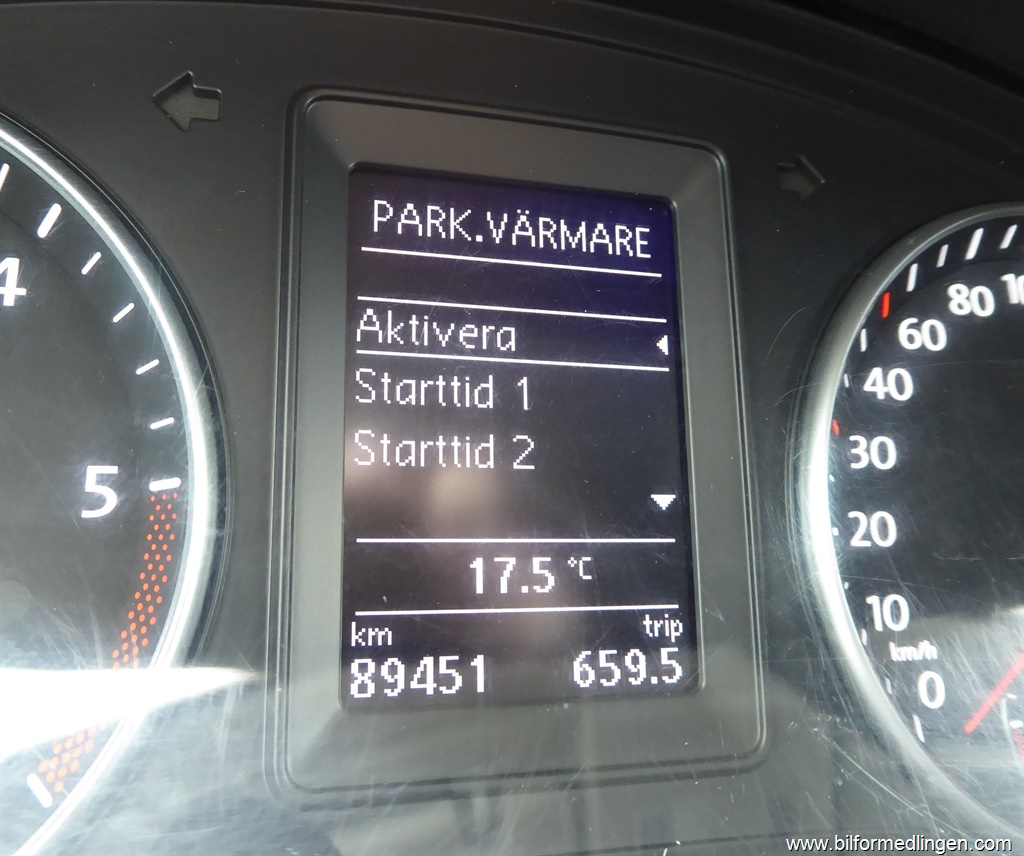 PARK.VÄRMARE
Aktivera
Starttid 1
Starttid 2
17.5 °C
km trip
89451 659.5
4
5
80
60
40
30
20
10
km/h
0
www.bilformedlingen.com